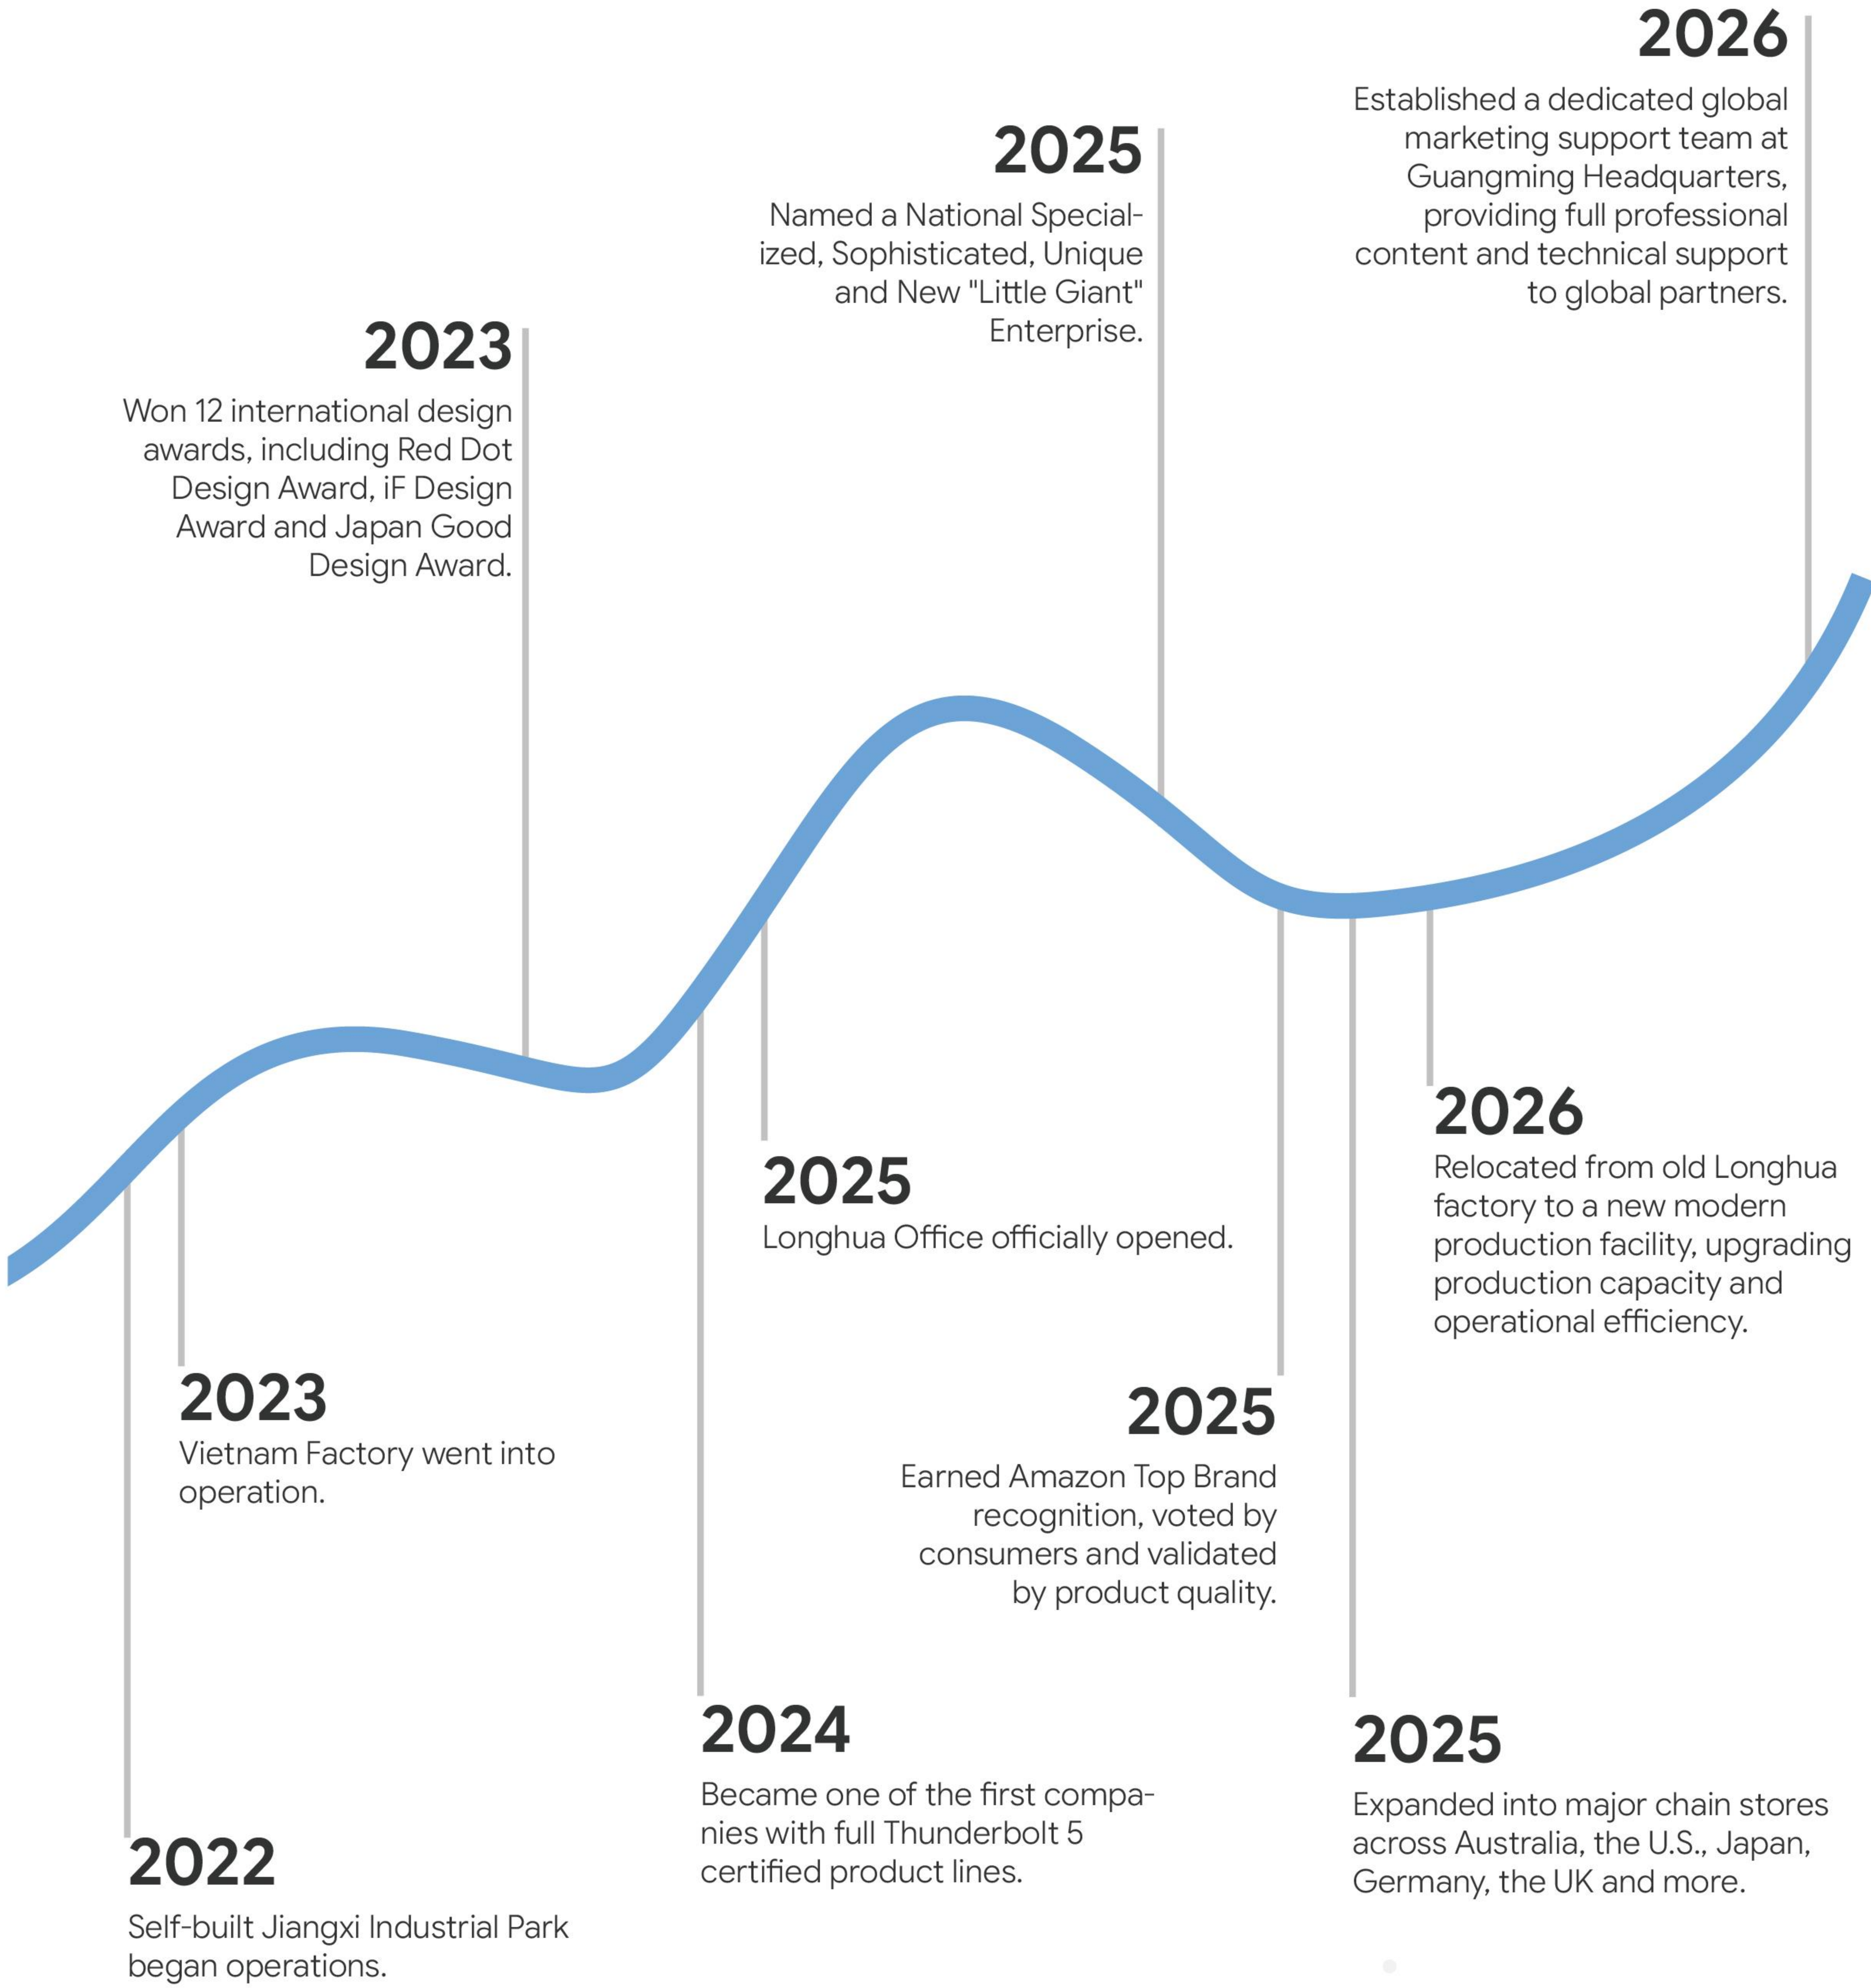 2026
Established a dedicated global
marketing support team at
Guangming Headquarters,
providing full professional
content and technical support
to global partners.
2025
Named a National Special-
ized, Sophisticated, Unique
and New "Little Giant"
Enterprise.
2023
Won 12 international design
awards, including Red Dot
Design Award, iF Design
Award and Japan Good
Design Award.
2026
Relocated from old Longhua
factory to a new modern
production facility, upgrading
production capacity and
operational efficiency.
2025
Longhua Office officially opened.
2023
Vietnam Factory went into
operation.
2025
Earned Amazon Top Brand
recognition, voted by
consumers and validated
by product quality.
2024
Became one of the first compa-
nies with full Thunderbolt 5
certified product lines.
2025
Expanded into major chain stores
across Australia, the U.S., Japan,
Germany, the UK and more.
2022
Self-built Jiangxi Industrial Park
began operations.